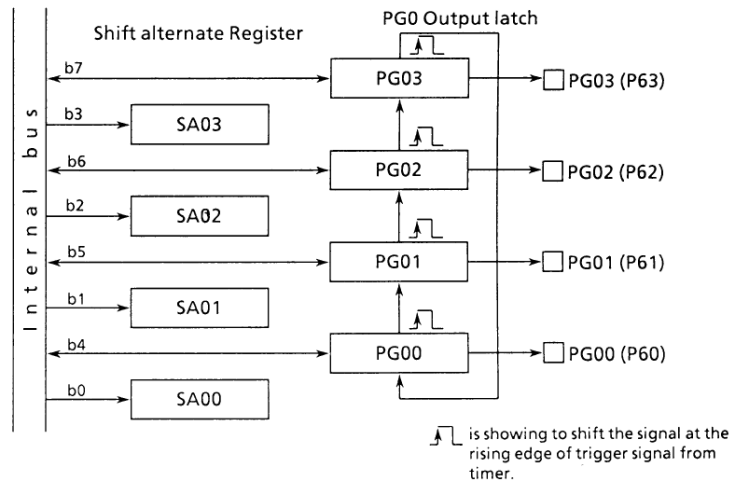 PG0 Output latch
Shift alternate Register
b7
PG03
PG03 (P63)
b3
SA03
b6
PG02
PG02 (P62)
b2
SA02
b5
PG01
PG01 (P61)
b1
SA01
b4
PG00
PG00 (P60)
b0
SA00
Internal bus
is showing to shift the signal at the
rising edge of trigger signal from
timer.